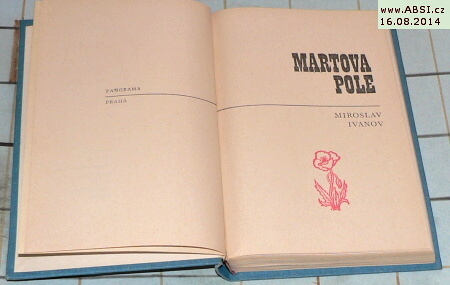 www.ABSI.cz
16.08.2014
PANORAMA
PRAHA
MARTOVA
POLE
MIROSLAV
IVANOV